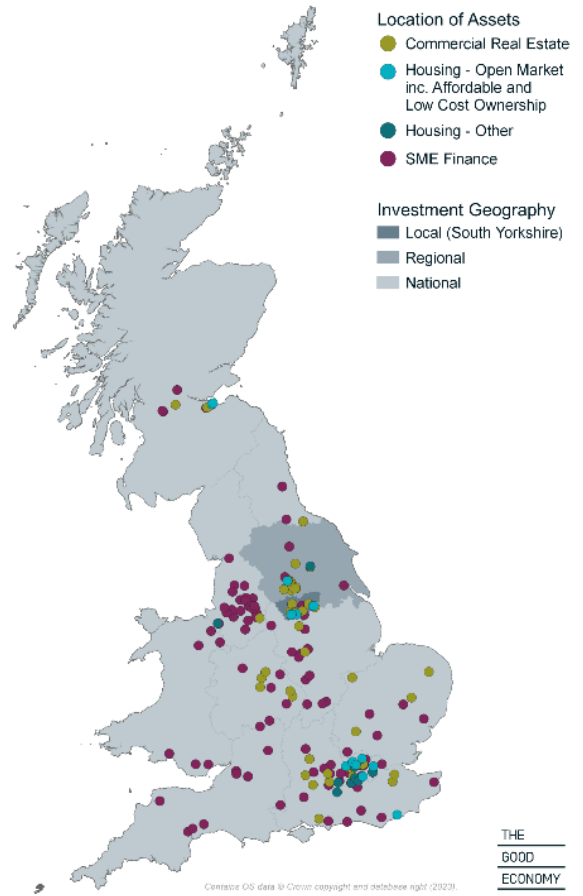 Location of Assets
Commercial Real Estate
Housing - Open Market
inc. Affordable and
Low Cost Ownership
Housing - Other
SME Finance
Investment Geography
Local (South Yorkshire)
Regional
National
THE
GOOD
ECONOMY
Contains OS data © Crown copyright and database right (2023).